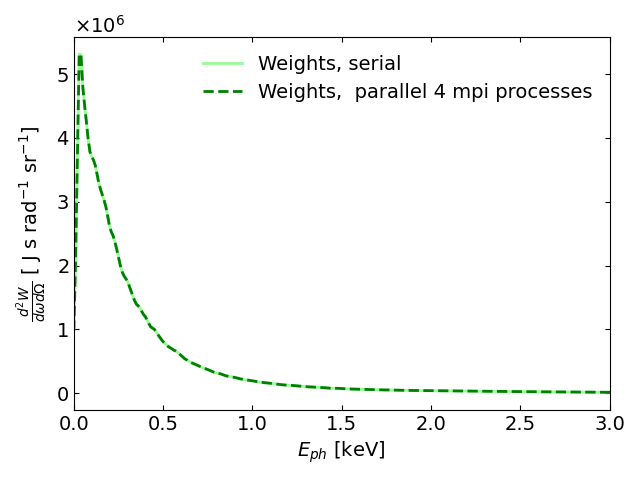 ×10⁶
Weights, serial
Weights,  parallel 4 mpi processes
5
4
3
2
1
0
d²W/dωdΩ [ J s rad⁻¹ sr⁻¹]
0.0 0.5 1.0 1.5 2.0 2.5 3.0
E_ph [keV]